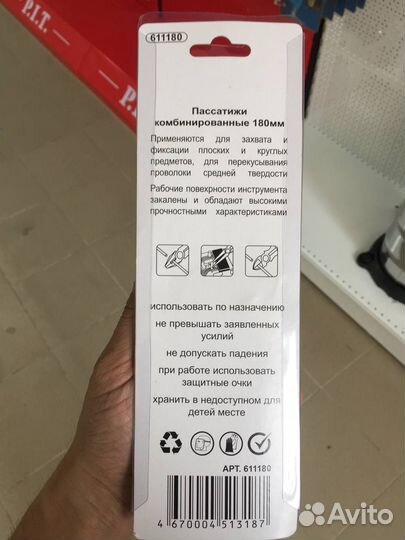 P.I.T.
P.I.T.
611180
Пассатижи
комбинированные 180мм
Применяются для захвата и
фиксации плоских и круглых
предметов, для перекусывания
проволоки средней твердости
Рабочие поверхности инструмента
закалены и обладают высокими
прочностными характеристиками
использовать по назначению
не превышать заявленных
усилий
не допускать падения
при работе использовать
защитные очки
хранить в недоступном для
детей месте
АРТ. 611180
4 670004 513187
Avito